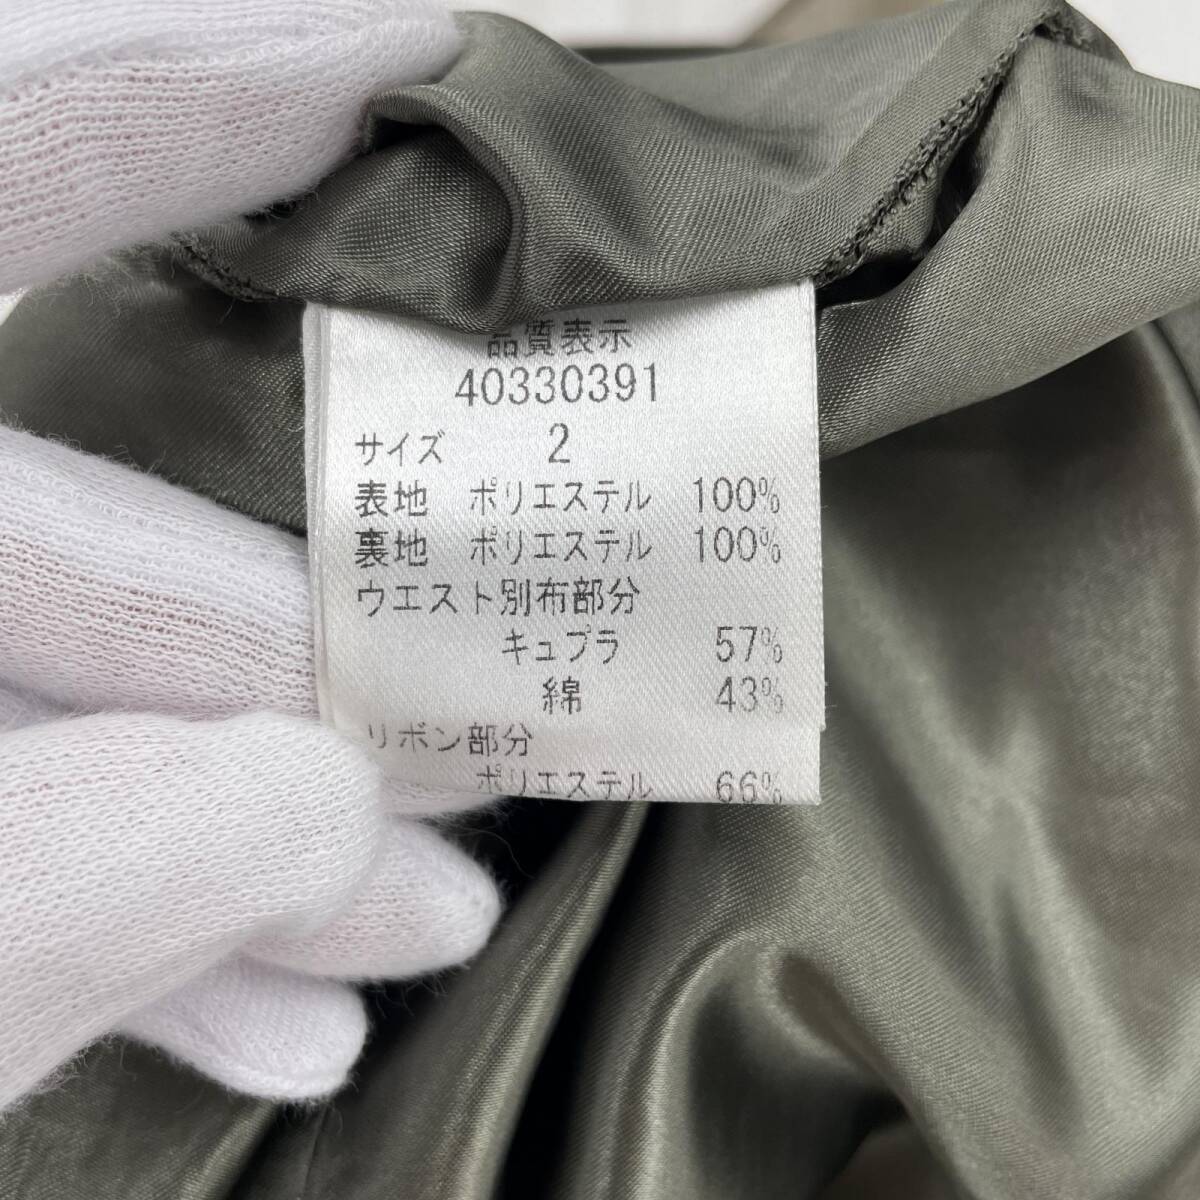 品質表示
40330391
サイズ 2
表地 ポリエステル 100%
裏地 ポリエステル 100%
ウエスト別布部分
キュプラ 57%
綿 43%
リボン部分
ポリエステル 66%